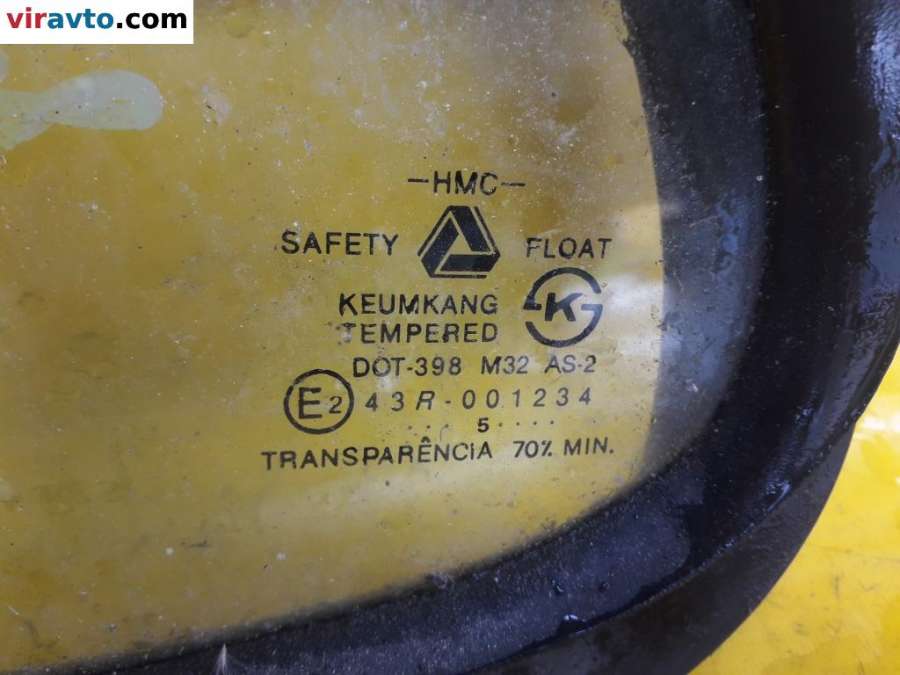 viravto.com
—HMC—
SAFETY FLOAT
KEUMKANG K
TEMPERED
DOT-398 M32 AS-2
E2 43R-001234
... 5 ....
TRANSPARÊNCIA 70% MIN.